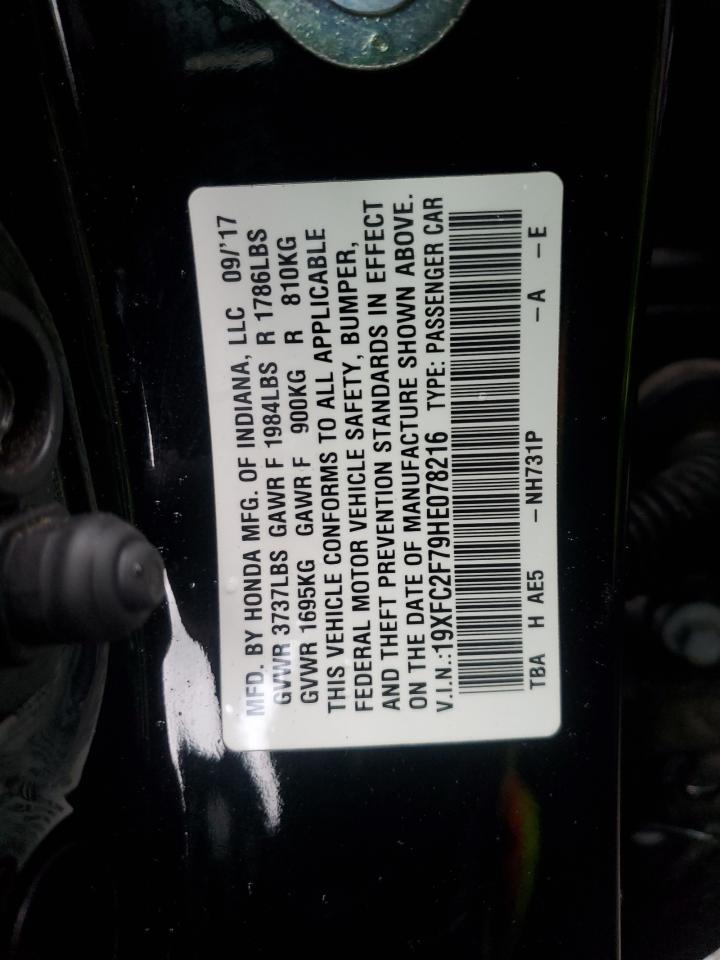 MFD. BY HONDA MFG. OF INDIANA, LLC 09/'17
GVWR 3737LBS GAWR F 1984LBS R 1786LBS
GVWR 1695KG GAWR F 900KG R 810KG
THIS VEHICLE CONFORMS TO ALL APPLICABLE
FEDERAL MOTOR VEHICLE SAFETY, BUMPER,
AND THEFT PREVENTION STANDARDS IN EFFECT
ON THE DATE OF MANUFACTURE SHOWN ABOVE.
V.I.N.:19XFC2F79HE078216 TYPE: PASSENGER CAR
TBA H AE5 –NH731P –A –E